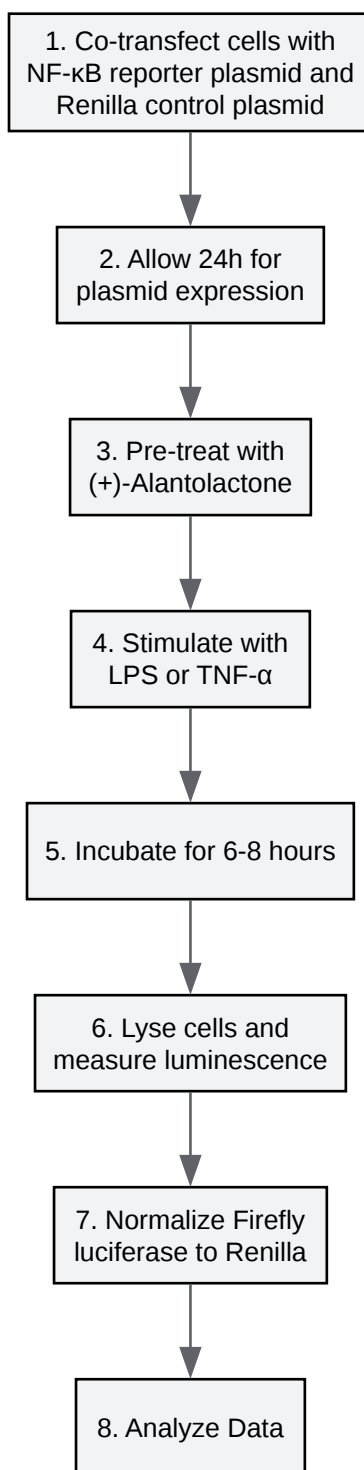 1. Co-transfect cells with
NF-κB reporter plasmid and
Renilla control plasmid
2. Allow 24h for
plasmid expression
3. Pre-treat with
(+)-Alantolactone
4. Stimulate with
LPS or TNF-α
5. Incubate for 6-8 hours
6. Lyse cells and
measure luminescence
7. Normalize Firefly
luciferase to Renilla
8. Analyze Data